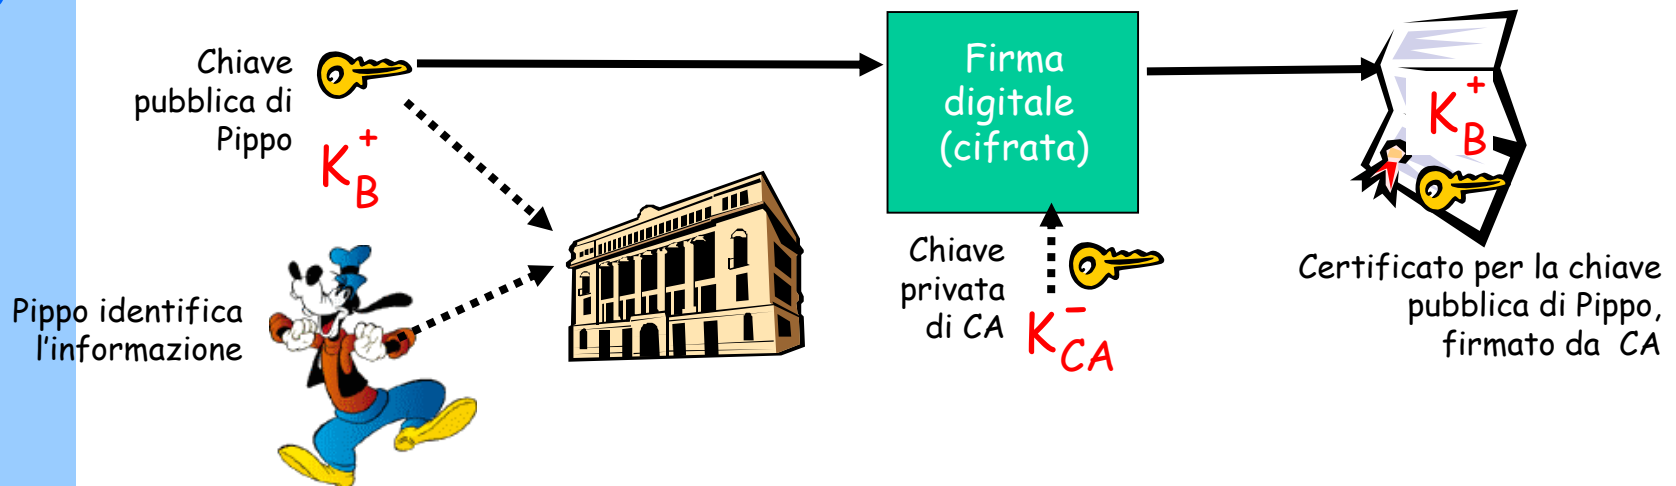 Chiave
pubblica di
Pippo
K+B
Pippo identifica
l'informazione
Firma
digitale
(cifrata)
Chiave
privata
di CA
K-CA
K+B
Certificato per la chiave
pubblica di Pippo,
firmato da CA